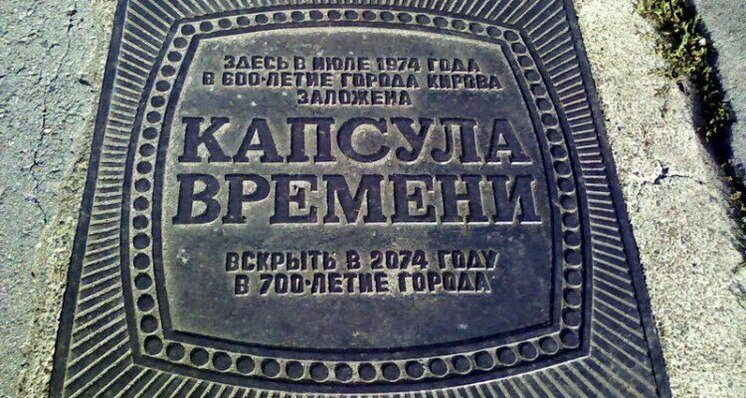 ЗДЕСЬ В ИЮЛЕ 1974 ГОДА
В 600-ЛЕТИЕ ГОРОДА КИРОВА
ЗАЛОЖЕНА
КАПСУЛА
ВРЕМЕНИ
ВСКРЫТЬ В 2074 ГОДУ
В 700-ЛЕТИЕ ГОРОДА